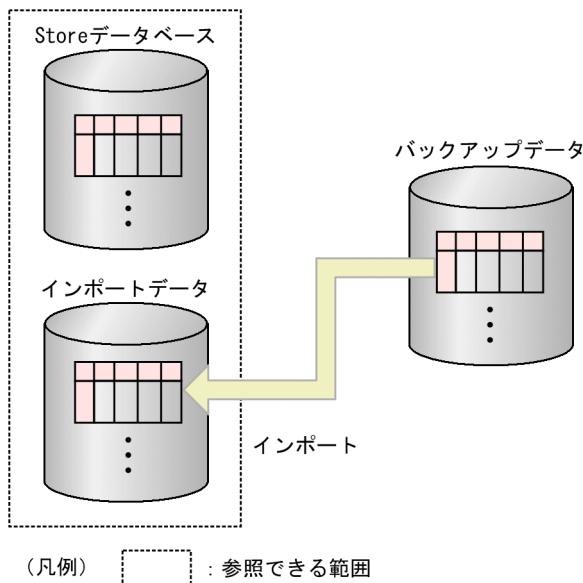 Storeデータベース
バックアップデータ
インポートデータ
インポート
(凡例) :参照できる範囲